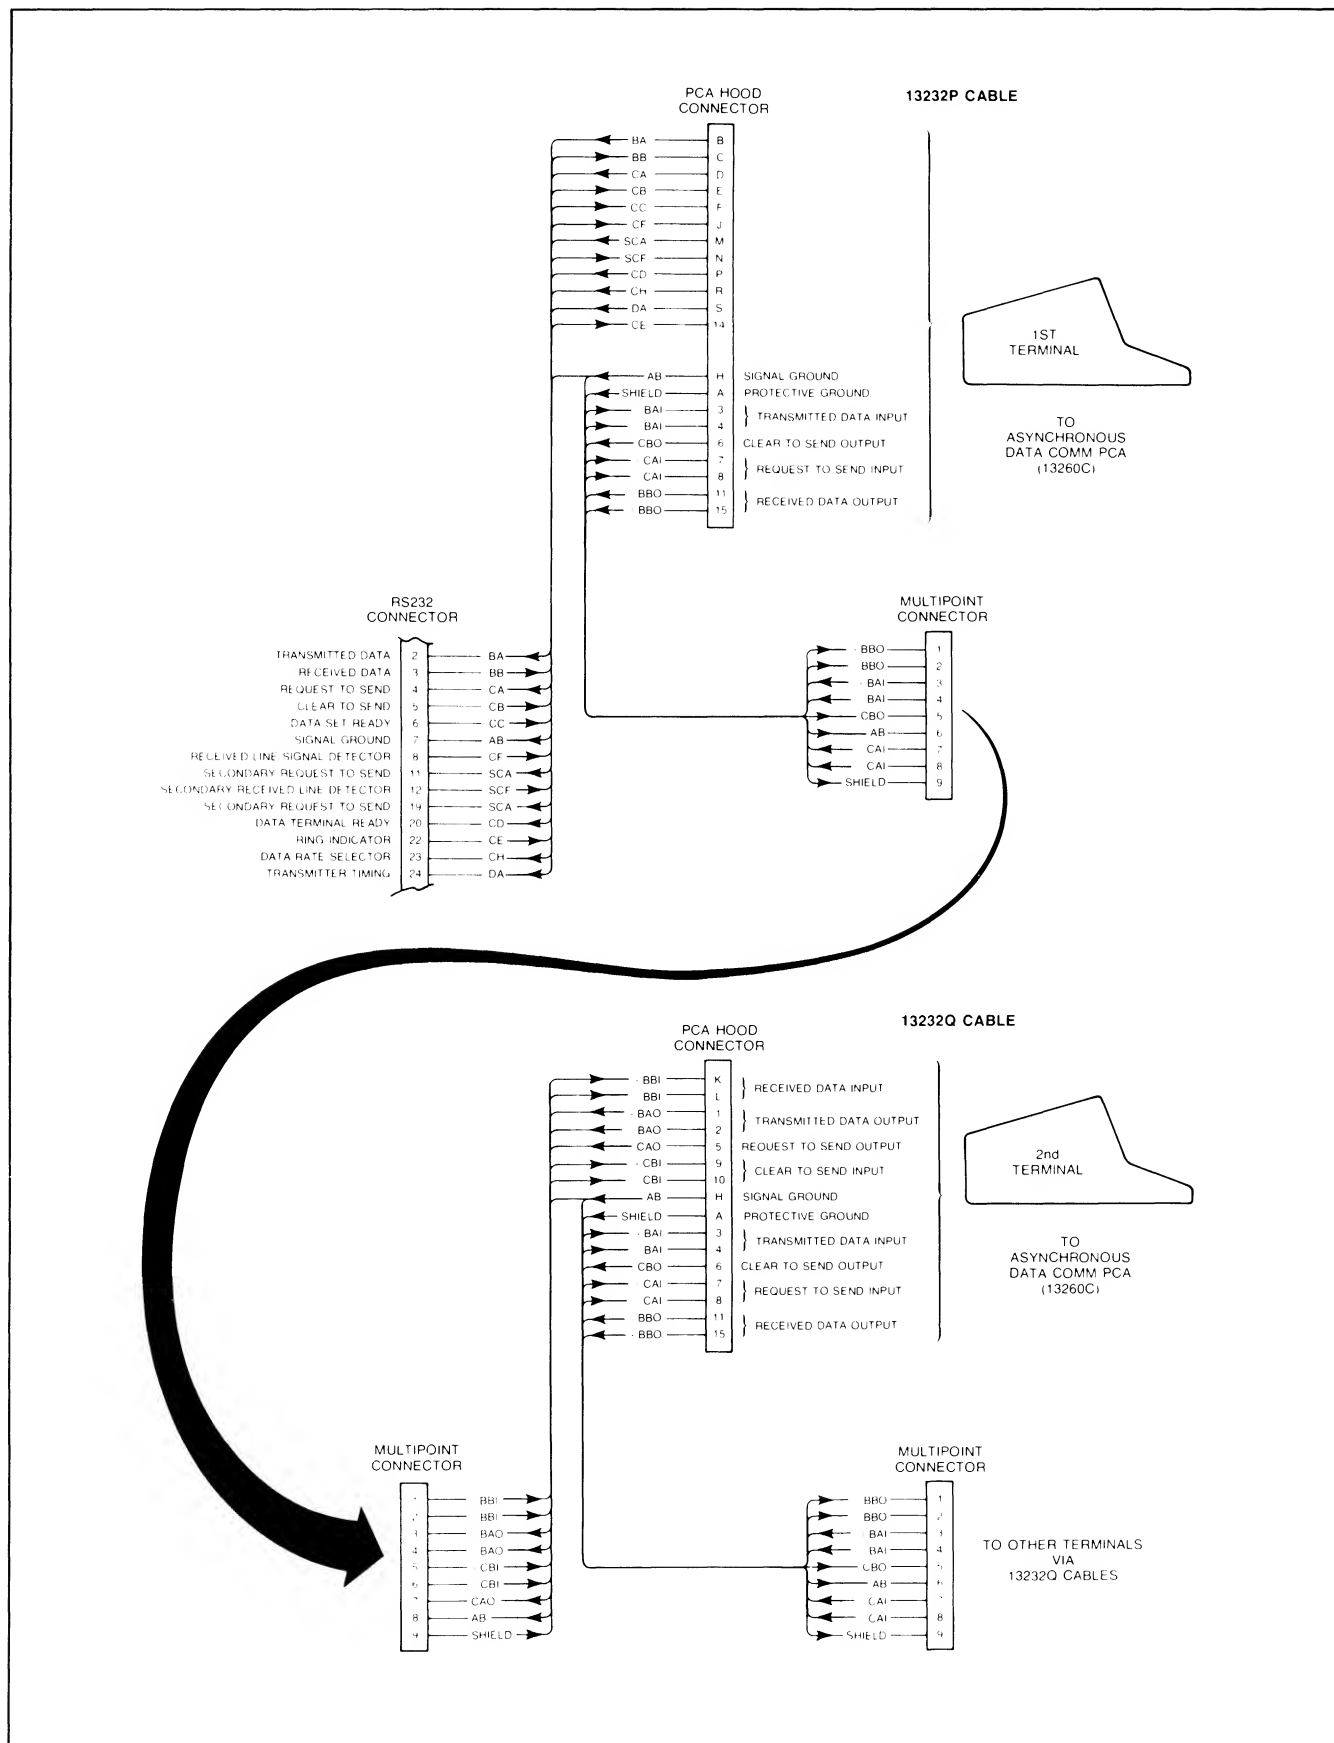 PCA HOOD
CONNECTOR
13232P CABLE
BA B
BB C
CA D
CB E
CC F
CF J
SCA M
SCF N
CD P
CH R
DA S
CE 14
AB H SIGNAL GROUND
SHIELD A PROTECTIVE GROUND
BAI 3
TRANSMITTED DATA INPUT
BAI 4
CBO 6 CLEAR TO SEND OUTPUT
CAI 7
REQUEST TO SEND INPUT
CAI 8
BBO 11
RECEIVED DATA OUTPUT
BBO 15
1ST
TERMINAL
TO
ASYNCHRONOUS
DATA COMM PCA
(13260C)
RS232
CONNECTOR
TRANSMITTED DATA 2 BA
RECEIVED DATA 3 BB
REQUEST TO SEND 4 CA
CLEAR TO SEND 5 CB
DATA SET READY 6 CC
SIGNAL GROUND 7 AB
RECEIVED LINE SIGNAL DETECTOR 8 CF
SECONDARY REQUEST TO SEND 11 SCA
SECONDARY RECEIVED LINE DETECTOR 12 SCF
SECONDARY REQUEST TO SEND 19 SCA
DATA TERMINAL READY 20 CD
RING INDICATOR 22 CE
DATA RATE SELECTOR 23 CH
TRANSMITTER TIMING 24 DA
MULTIPOINT
CONNECTOR
BBO 1
BBO 2
BAI 3
BAI 4
CBO 5
AB 6
CAI 7
CAI 8
SHIELD 9
PCA HOOD
CONNECTOR
13232Q CABLE
BBI K
RECEIVED DATA INPUT
BBI L
BAO 1
TRANSMITTED DATA OUTPUT
BAO 2
CAO 5 REQUEST TO SEND OUTPUT
CBI 9
CLEAR TO SEND INPUT
CBI 10
AB H SIGNAL GROUND
SHIELD A PROTECTIVE GROUND
BAI 3
TRANSMITTED DATA INPUT
BAI 4
CBO 6 CLEAR TO SEND OUTPUT
CAI 7
REQUEST TO SEND INPUT
CAI 8
BBO 11
RECEIVED DATA OUTPUT
BBO 15
2nd
TERMINAL
TO
ASYNCHRONOUS
DATA COMM PCA
(13260C)
MULTIPOINT
CONNECTOR
1 BBI
2 BBI
3 BAO
4 BAO
5 CBI
6 CBI
7 CAO
8 AB
9 SHIELD
MULTIPOINT
CONNECTOR
BBO 1
BBO 2
BAI 3
BAI 4
CBO 5
AB 6
CAI 7
CAI 8
SHIELD 9
TO OTHER TERMINALS
VIA
13232Q CABLES